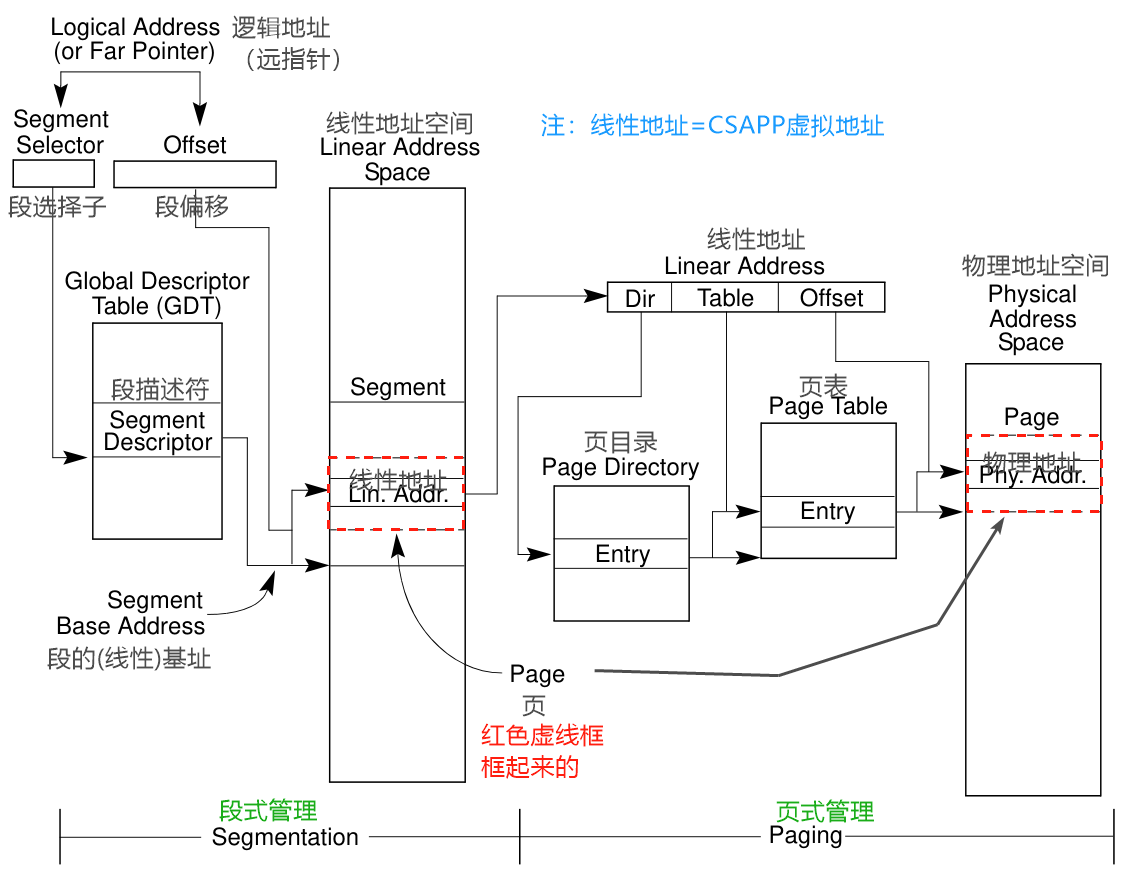 Logical Address 逻辑地址
(or Far Pointer) （远指针）
Segment
Selector
Offset
段选择子
段偏移
Global Descriptor
Table (GDT)
段描述符
Segment
Descriptor
Segment
Base Address
段的(线性)基址
线性地址空间
Linear Address
Space
Segment
线性地址
Lin. Addr.
注：线性地址=CSAPP虚拟地址
线性地址
Linear Address
Dir
Table
Offset
页目录
Page Directory
Entry
页表
Page Table
Entry
物理地址空间
Physical
Address
Space
Page
物理地址
Phy. Addr.
Page
页
红色虚线框
框起来的
段式管理
Segmentation
页式管理
Paging